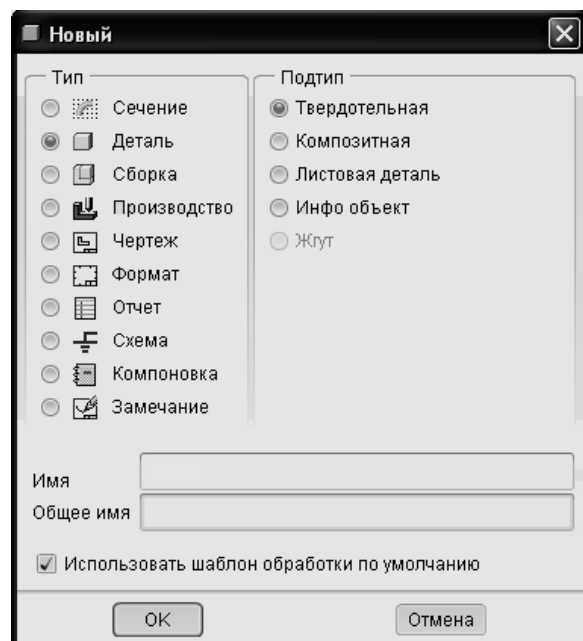 Новый
Тип
Сечение
Деталь
Сборка
Производство
Чертеж
Формат
Отчет
Схема
Компоновка
Замечание
Подтип
Твердотельная
Композитная
Листовая деталь
Инфо объект
Жгут
Имя
Общее имя
Использовать шаблон обработки по умолчанию
OK
Отмена